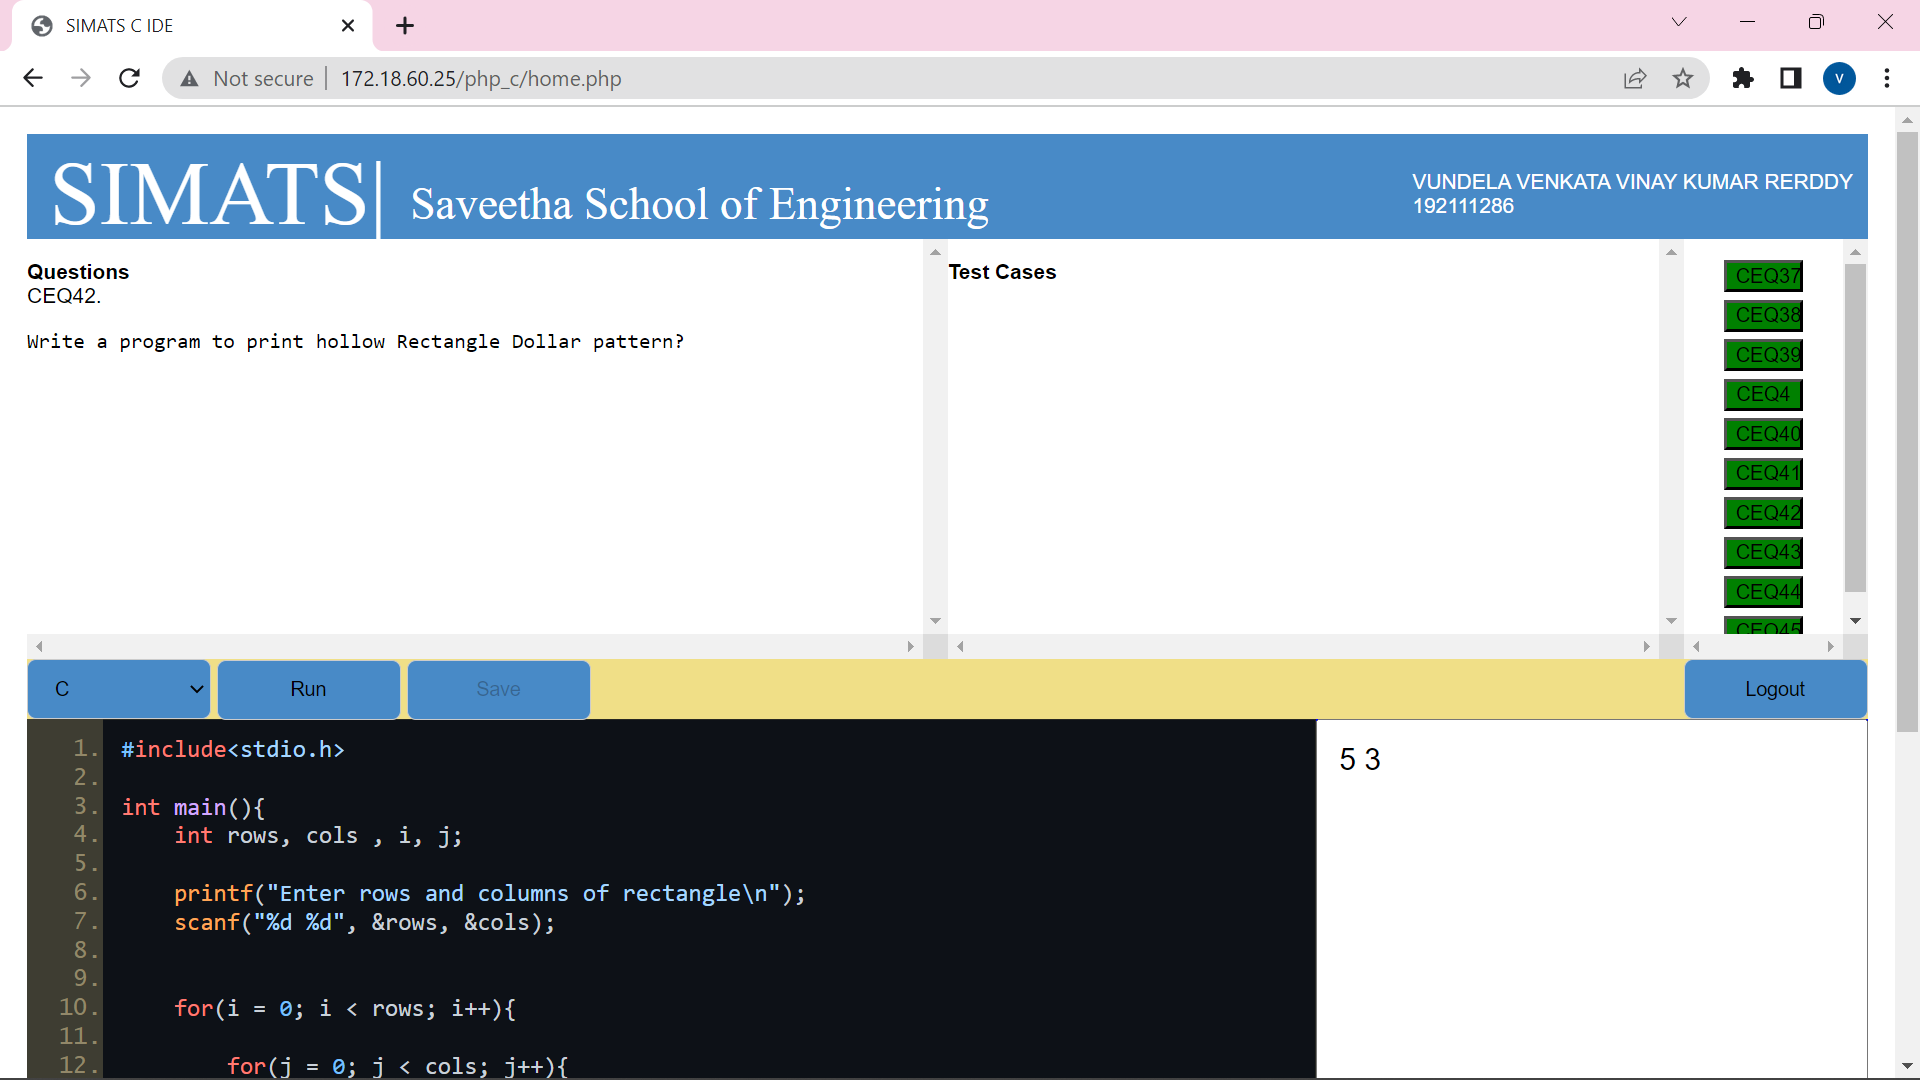 SIMATS C IDE
Not secure
172.18.60.25/php_c/home.php
V
SIMATS| Saveetha School of Engineering
VUNDELA VENKATA VINAY KUMAR RERDDY
192111286
Questions
CEQ42.
Write a program to print hollow Rectangle Dollar pattern?
Test Cases
CEQ37
CEQ38
CEQ39
CEQ4
CEQ40
CEQ41
CEQ42
CEQ43
CEQ44
CEQ45
C
Run
Save
Logout
1. #include<stdio.h>
2.
3. int main(){
4. int rows, cols , i, j;
5.
6. printf("Enter rows and columns of rectangle\n");
7. scanf("%d %d", &rows, &cols);
8.
9.
10. for(i = 0; i < rows; i++){
11.
12. for(j = 0; j < cols; j++){
5 3